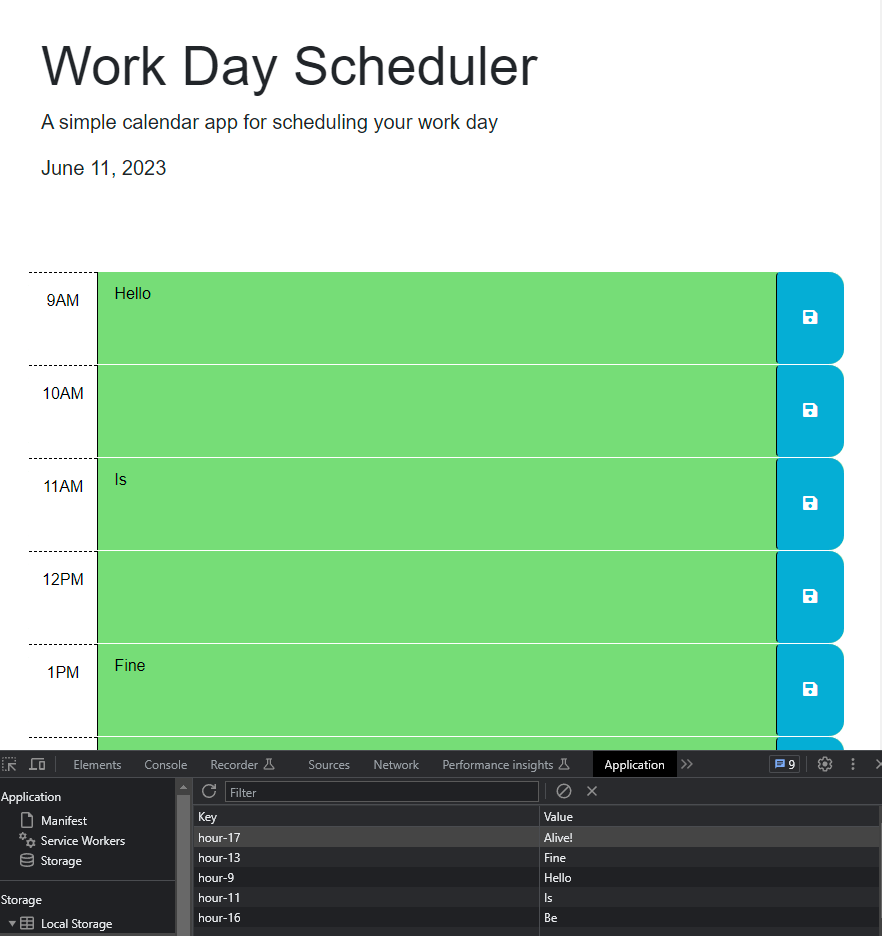 Work Day Scheduler
A simple calendar app for scheduling your work day
June 11, 2023
9AM
Hello
10AM
11AM
Is
12PM
1PM
Fine
Elements Console Recorder Sources Network Performance insights Application 9
Application
Filter
Manifest
Service Workers
Storage
Storage
Local Storage
Key Value
hour-17 Alive!
hour-13 Fine
hour-9 Hello
hour-11 Is
hour-16 Be